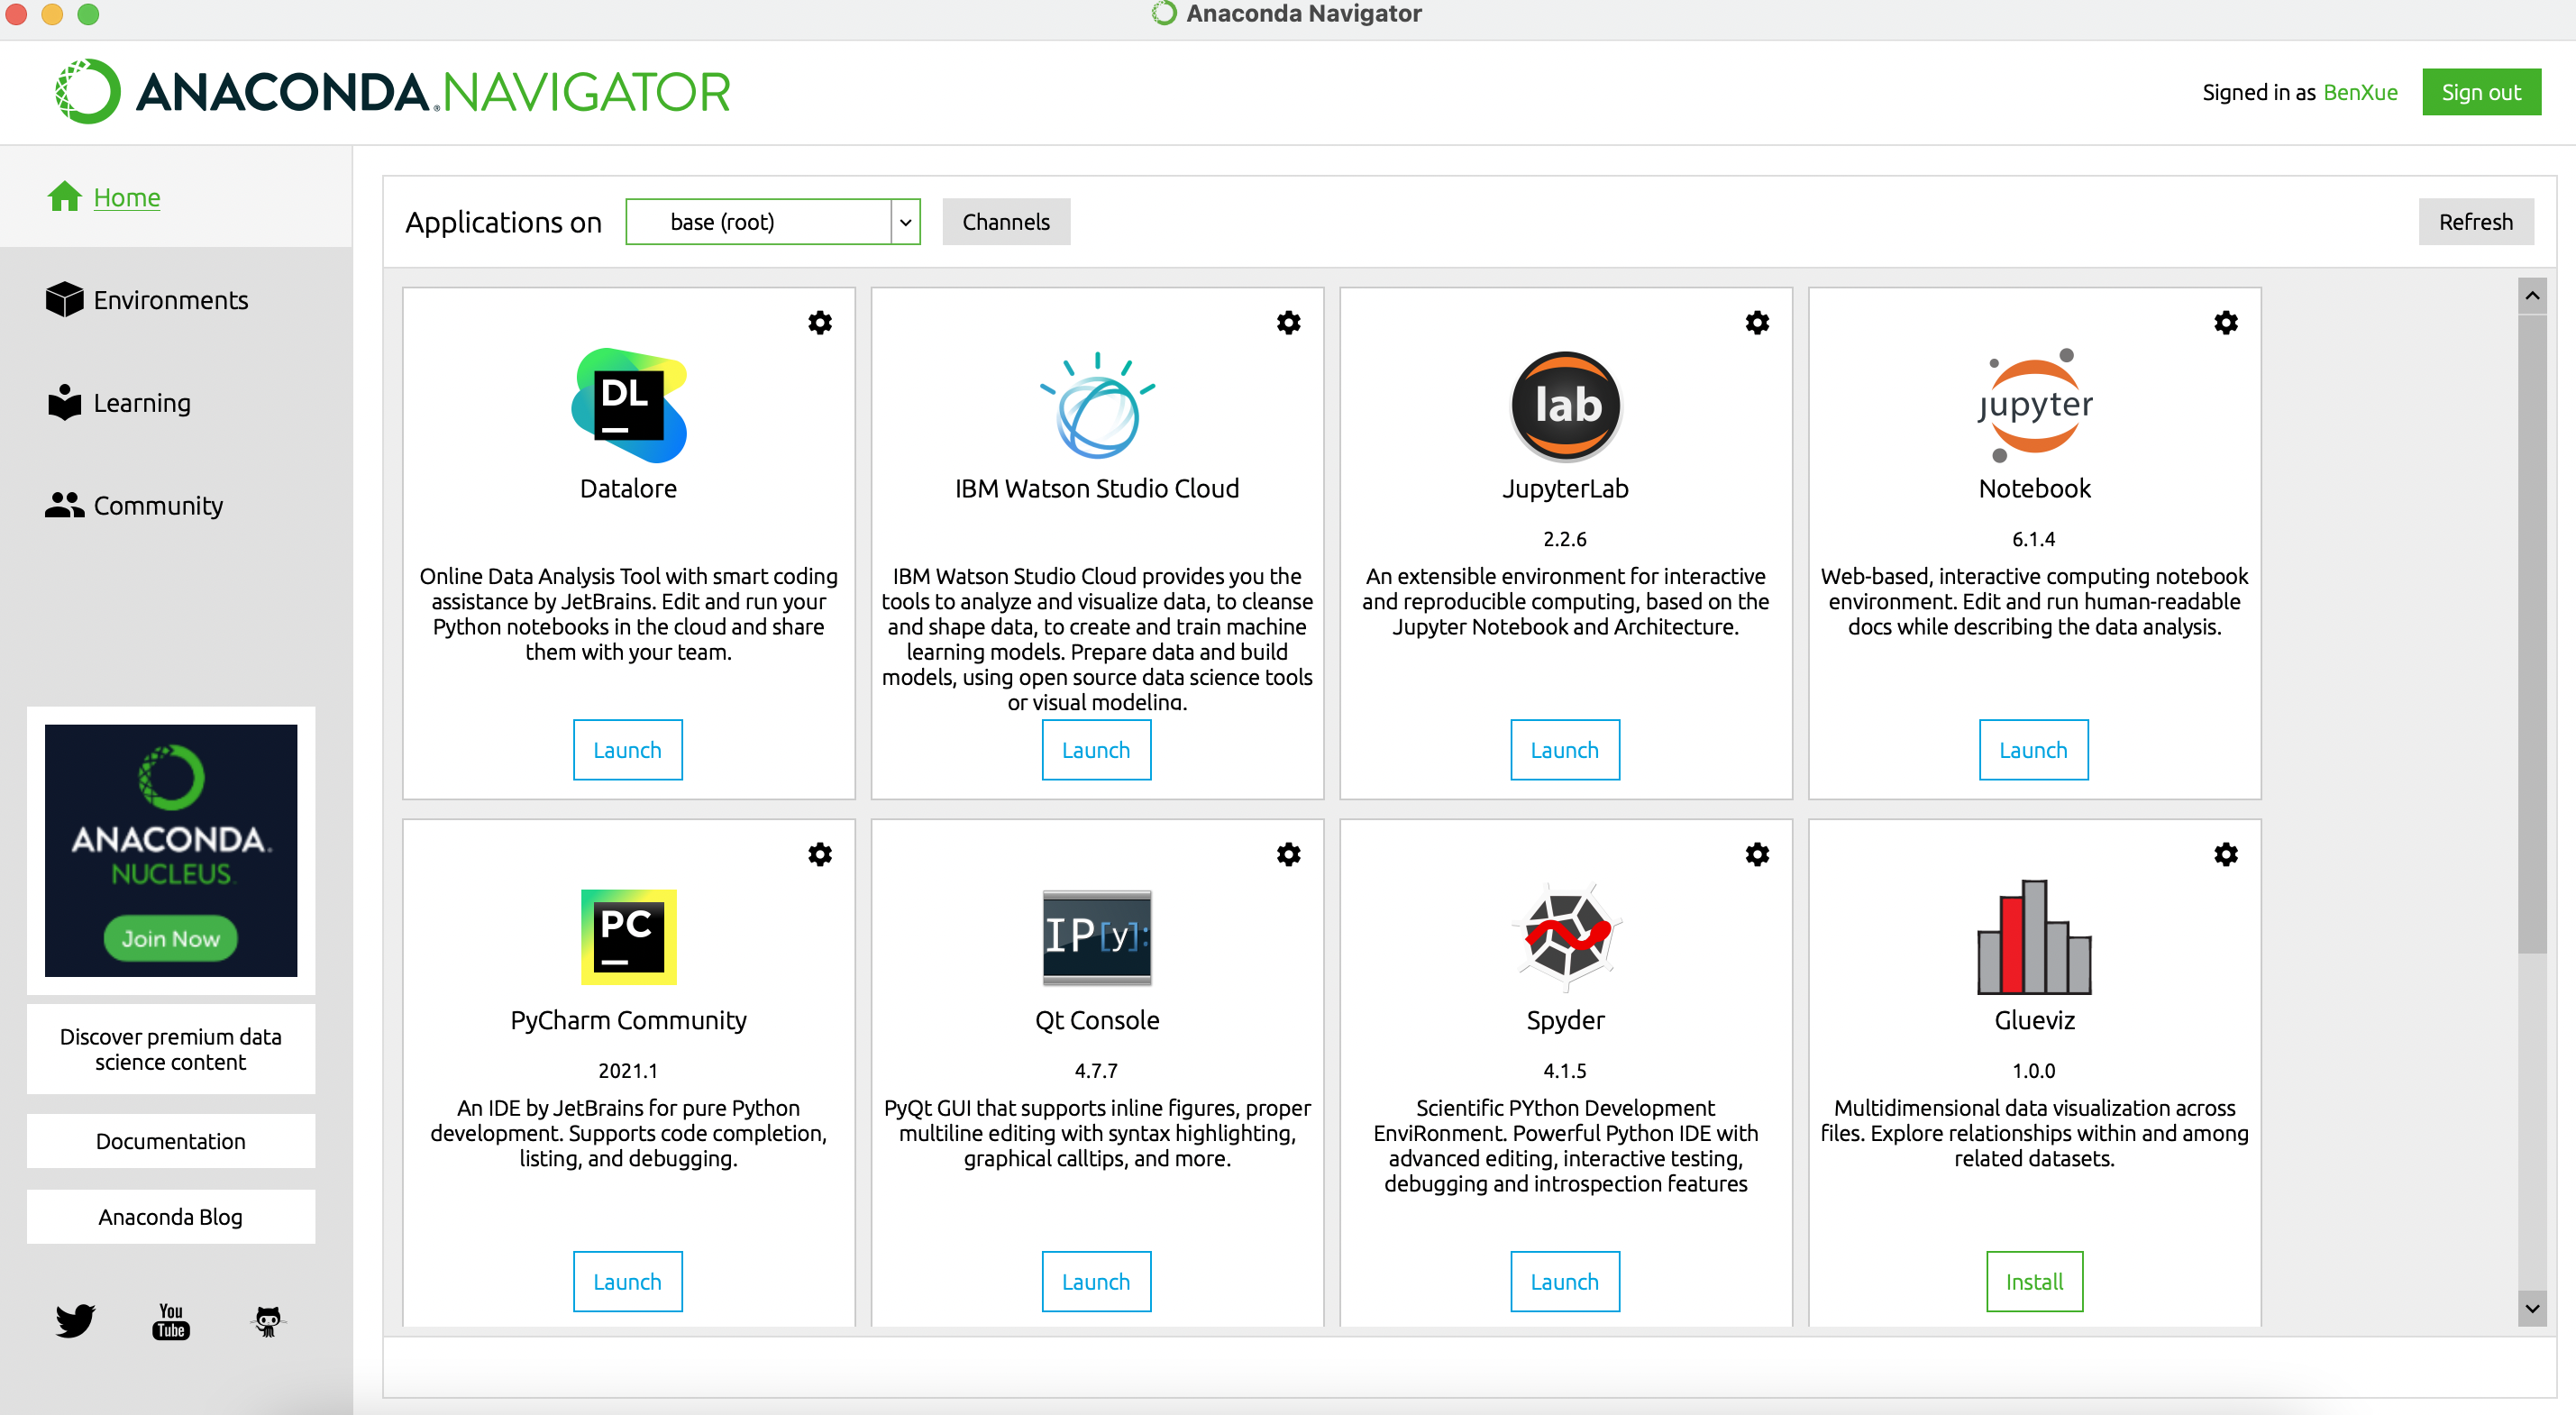 Anaconda Navigator
ANACONDA.NAVIGATOR
Signed in as BenXue
Sign out
Home
Environments
Learning
Community
ANACONDA.
NUCLEUS
Join Now
Discover premium data
science content
Documentation
Anaconda Blog
You
Tube
Applications on
base (root)
Channels
Refresh
DL
Datalore
Online Data Analysis Tool with smart coding
assistance by JetBrains. Edit and run your
Python notebooks in the cloud and share
them with your team.
Launch
IBM Watson Studio Cloud
IBM Watson Studio Cloud provides you the
tools to analyze and visualize data, to cleanse
and shape data, to create and train machine
learning models. Prepare data and build
models, using open source data science tools
or visual modeling.
Launch
lab
JupyterLab
2.2.6
An extensible environment for interactive
and reproducible computing, based on the
Jupyter Notebook and Architecture.
Launch
jupyter
Notebook
6.1.4
Web-based, interactive computing notebook
environment. Edit and run human-readable
docs while describing the data analysis.
Launch
PC
PyCharm Community
2021.1
An IDE by JetBrains for pure Python
development. Supports code completion,
listing, and debugging.
Launch
IP[y]:
Qt Console
4.7.7
PyQt GUI that supports inline figures, proper
multiline editing with syntax highlighting,
graphical calltips, and more.
Launch
Spyder
4.1.5
Scientific PYthon Development
EnviRonment. Powerful Python IDE with
advanced editing, interactive testing,
debugging and introspection features
Launch
Glueviz
1.0.0
Multidimensional data visualization across
files. Explore relationships within and among
related datasets.
Install